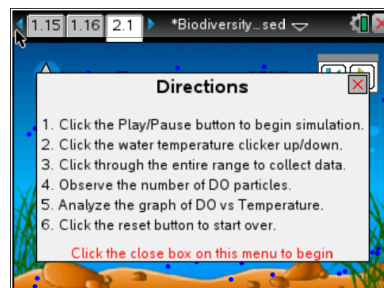 1.15 1.16 2.1 *Biodiversity...sed
Directions
1. Click the Play/Pause button to begin simulation.
2. Click the water temperature clicker up/down.
3. Click through the entire range to collect data.
4. Observe the number of DO particles.
5. Analyze the graph of DO vs Temperature.
6. Click the reset button to start over.
Click the close box on this menu to begin